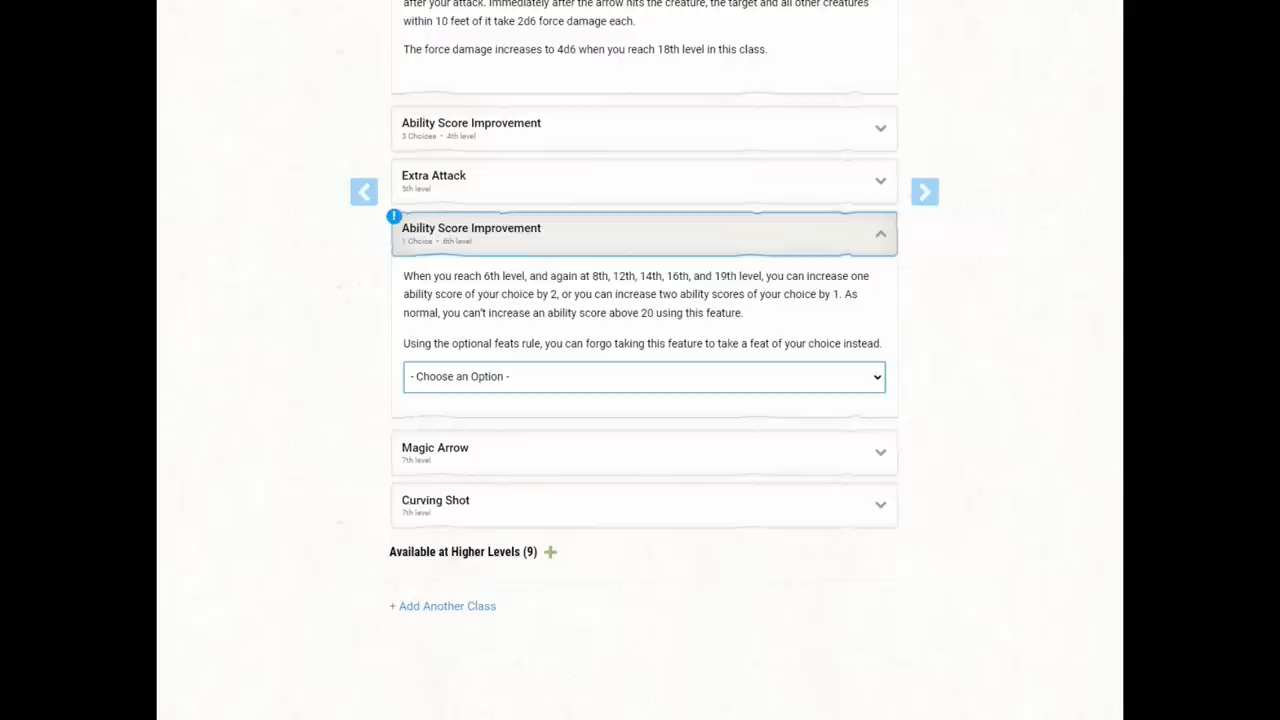 after your attack. Immediately after the arrow hits the creature, the target and all other creatures
within 10 feet of it take 2d6 force damage each.
The force damage increases to 4d6 when you reach 18th level in this class.
Ability Score Improvement
3 Choices • 4th level
Extra Attack
5th level
!
Ability Score Improvement
1 Choice • 6th level
When you reach 6th level, and again at 8th, 12th, 14th, 16th, and 19th level, you can increase one
ability score of your choice by 2, or you can increase two ability scores of your choice by 1. As
normal, you can't increase an ability score above 20 using this feature.
Using the optional feats rule, you can forgo taking this feature to take a feat of your choice instead.
- Choose an Option -
Magic Arrow
7th level
Curving Shot
7th level
Available at Higher Levels (9)
+ Add Another Class